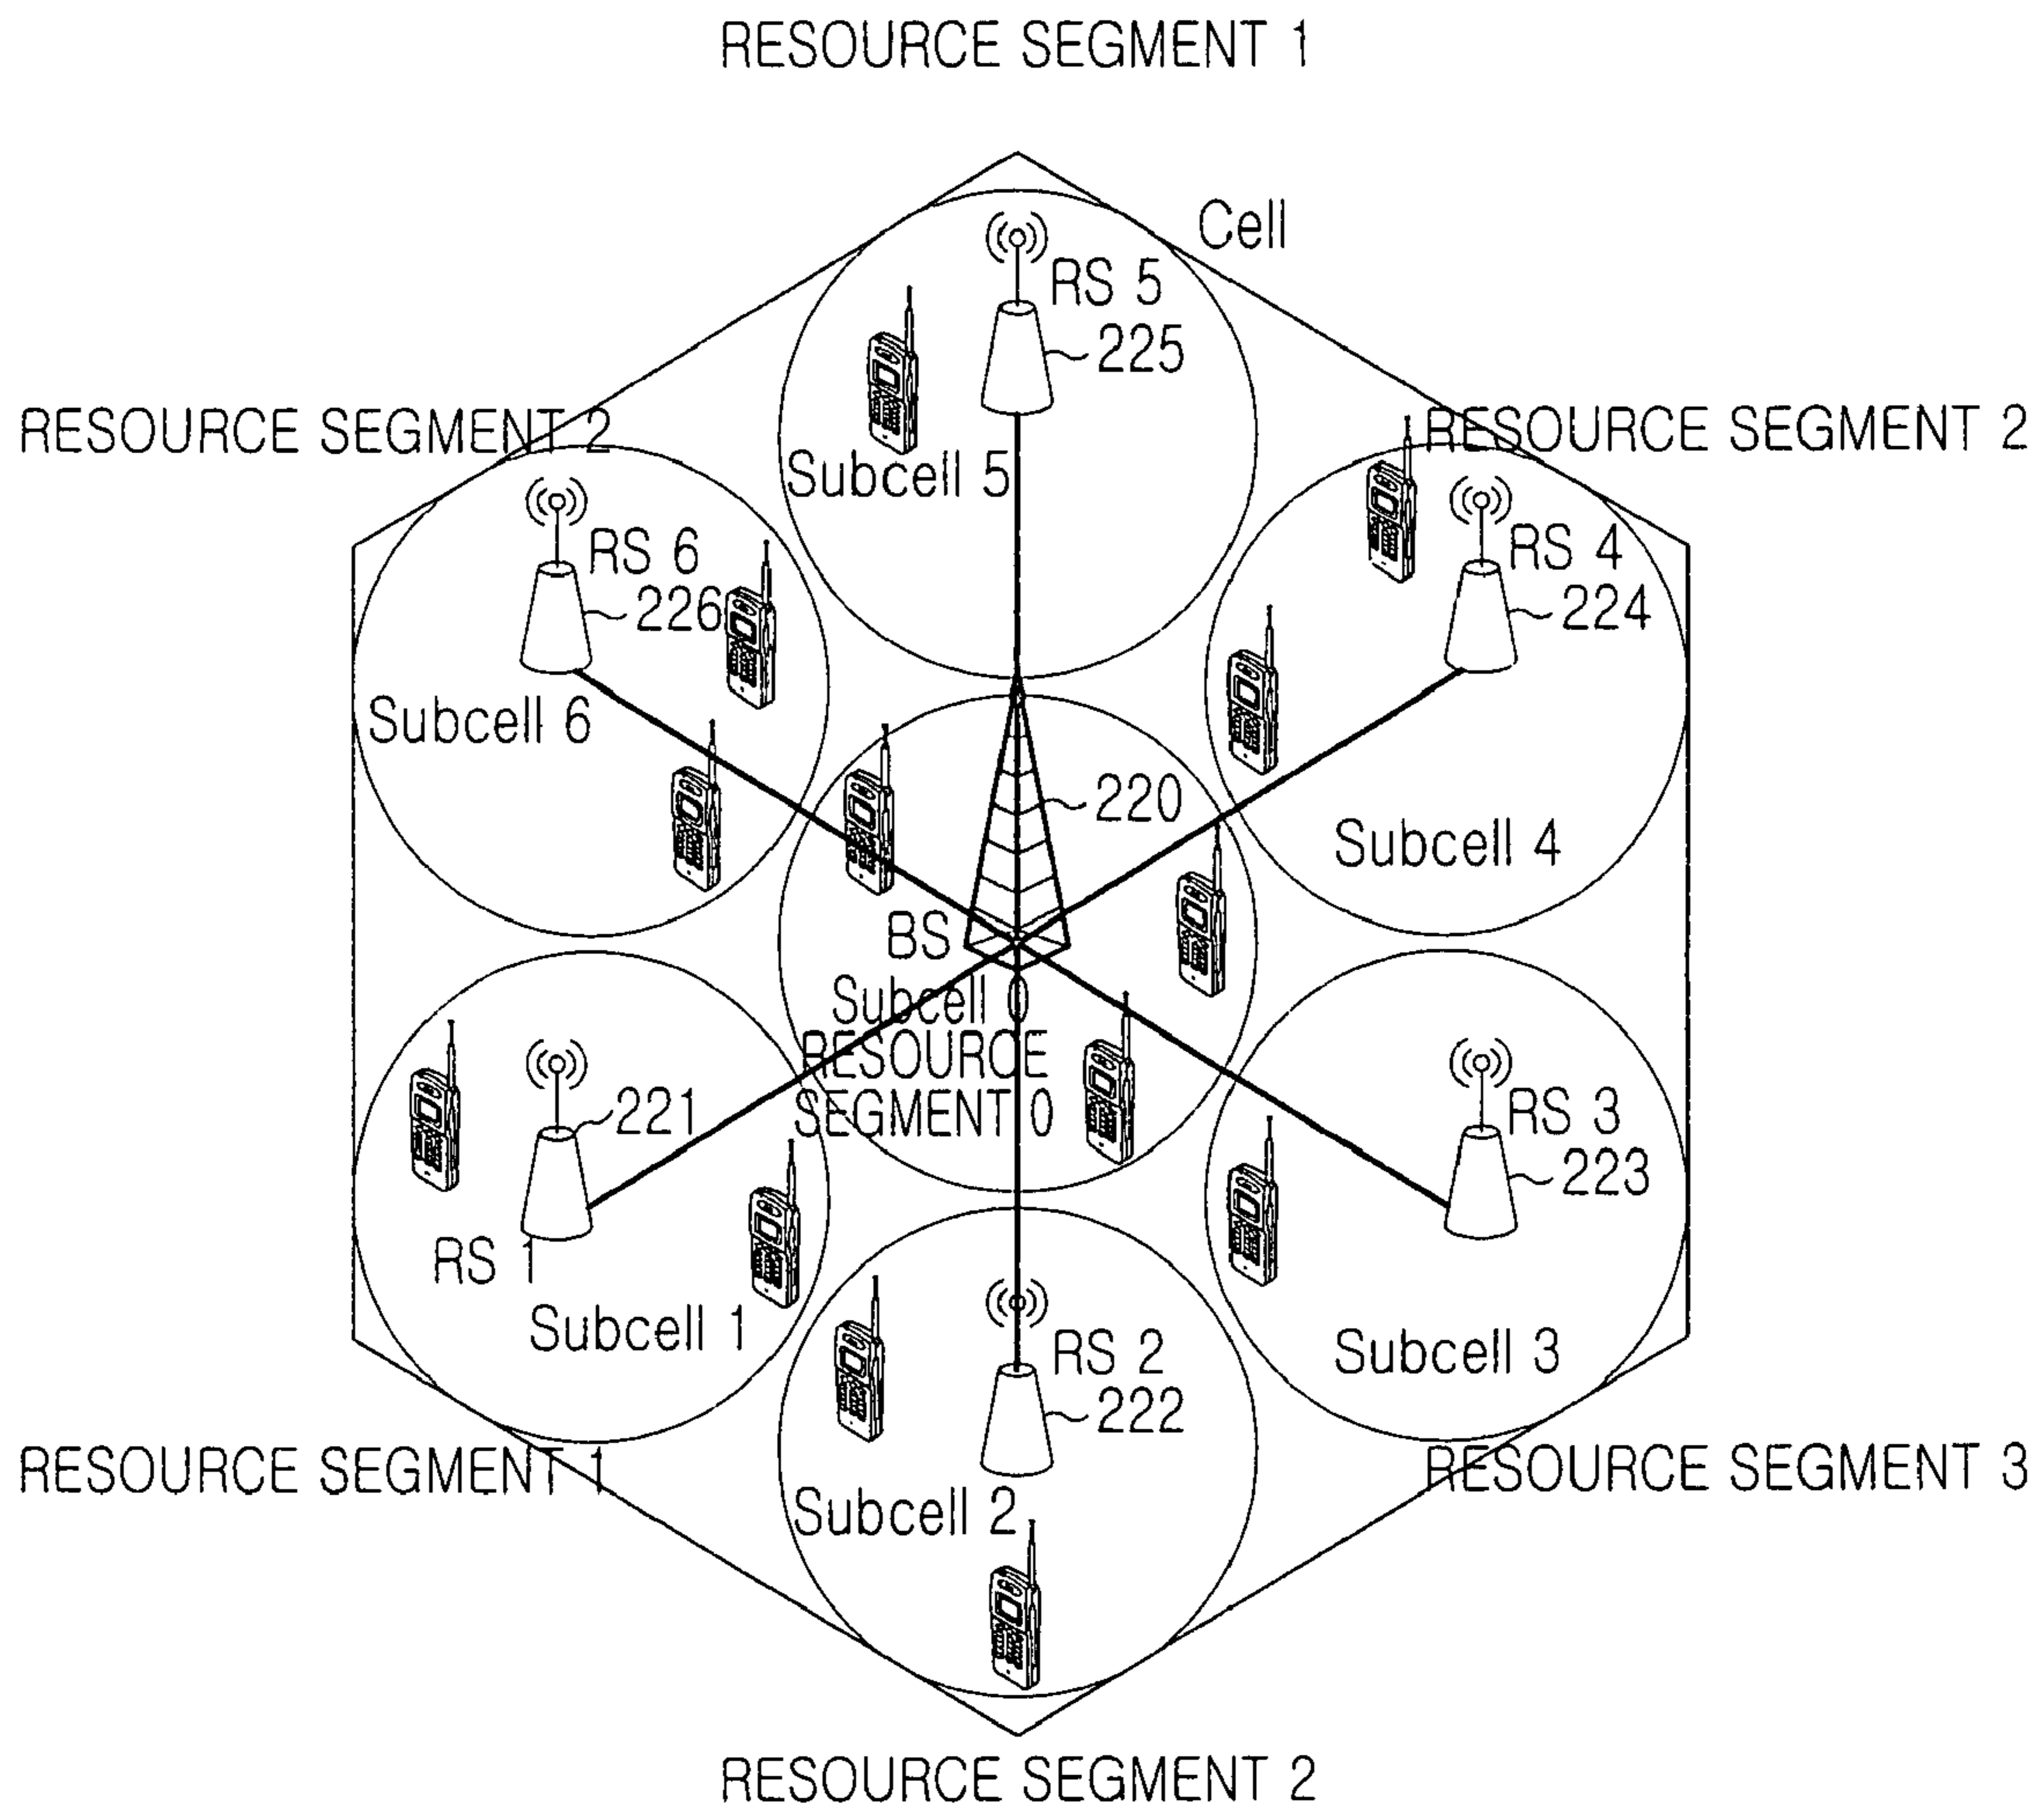 RESOURCE SEGMENT 1
Cell
RS 5
225
Subcell 5
RESOURCE SEGMENT 2
RESOURCE SEGMENT 2
RS 6
226
Subcell 6
RS 4
224
Subcell 4
220
BS
Subcell 0
RESOURCE
SEGMENT 0
221
RS 1
Subcell 1
RS 3
223
Subcell 3
RS 2
222
Subcell 2
RESOURCE SEGMENT 1
RESOURCE SEGMENT 3
RESOURCE SEGMENT 2